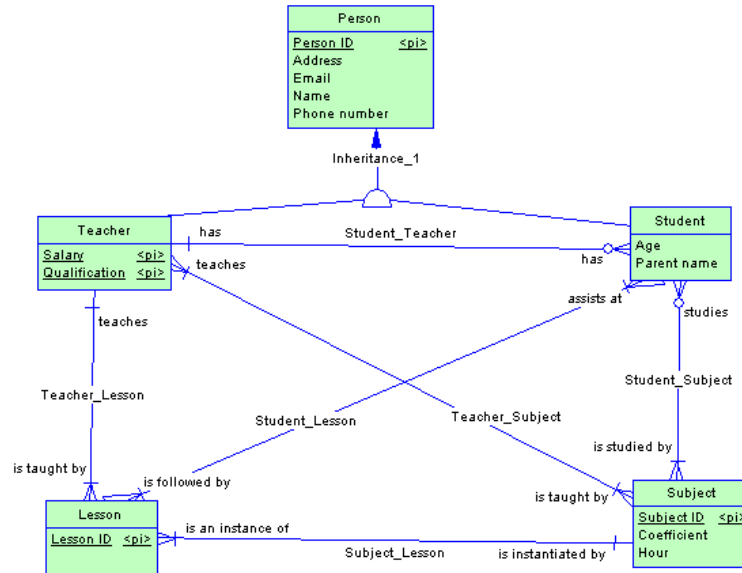 Person
Person ID <pi>
Address
Email
Name
Phone number
Inheritance_1
Teacher
Salary <pi>
Qualification <pi>
has
Student_Teacher
has
Student
Age
Parent name
teaches
assists at
studies
teaches
Teacher_Lesson
Student_Lesson
Teacher_Subject
Student_Subject
is studied by
is taught by
is followed by
is taught by
Lesson
Lesson ID <pi>
is an instance of
Subject_Lesson
is instantiated by
Subject
Subject ID <pi>
Coefficient
Hour